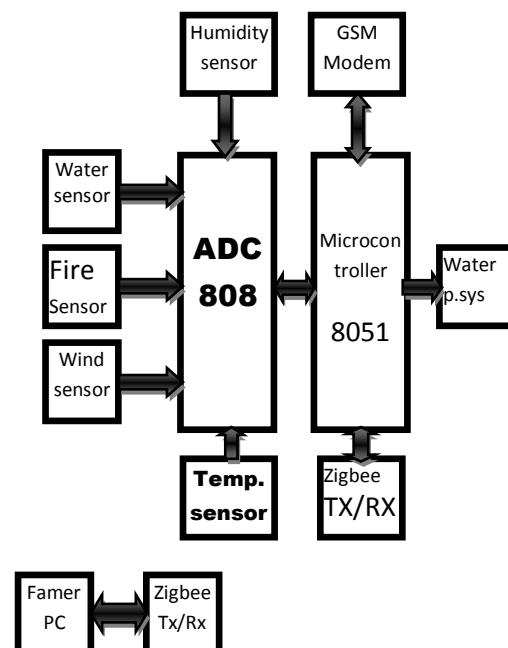 Humidity
sensor
GSM
Modem
Water
sensor
ADC
808
Microcon
troller
8051
Fire
Sensor
Water
p.sys
Wind
sensor
Temp.
sensor
Zigbee
TX/RX
Famer
PC
Zigbee
Tx/Rx